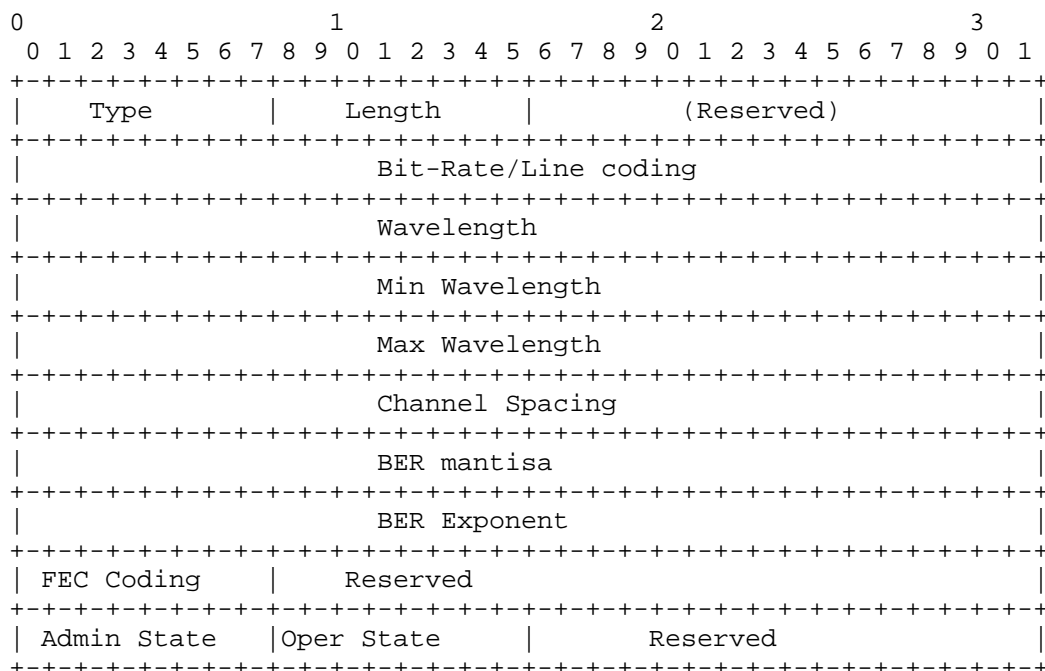 0                   1                   2                   3
 0 1 2 3 4 5 6 7 8 9 0 1 2 3 4 5 6 7 8 9 0 1 2 3 4 5 6 7 8 9 0 1
+-+-+-+-+-+-+-+-+-+-+-+-+-+-+-+-+-+-+-+-+-+-+-+-+-+-+-+-+-+-+-+-+
|    Type       |    Length     |         (Reserved)            |
+-+-+-+-+-+-+-+-+-+-+-+-+-+-+-+-+-+-+-+-+-+-+-+-+-+-+-+-+-+-+-+-+
|                      Bit-Rate/Line coding                     |
+-+-+-+-+-+-+-+-+-+-+-+-+-+-+-+-+-+-+-+-+-+-+-+-+-+-+-+-+-+-+-+-+
|                      Wavelength                               |
+-+-+-+-+-+-+-+-+-+-+-+-+-+-+-+-+-+-+-+-+-+-+-+-+-+-+-+-+-+-+-+-+
|                      Min Wavelength                           |
+-+-+-+-+-+-+-+-+-+-+-+-+-+-+-+-+-+-+-+-+-+-+-+-+-+-+-+-+-+-+-+-+
|                      Max Wavelength                           |
+-+-+-+-+-+-+-+-+-+-+-+-+-+-+-+-+-+-+-+-+-+-+-+-+-+-+-+-+-+-+-+-+
|                      Channel Spacing                          |
+-+-+-+-+-+-+-+-+-+-+-+-+-+-+-+-+-+-+-+-+-+-+-+-+-+-+-+-+-+-+-+-+
|                      BER mantisa                              |
+-+-+-+-+-+-+-+-+-+-+-+-+-+-+-+-+-+-+-+-+-+-+-+-+-+-+-+-+-+-+-+-+
|                      BER Exponent                             |
+-+-+-+-+-+-+-+-+-+-+-+-+-+-+-+-+-+-+-+-+-+-+-+-+-+-+-+-+-+-+-+-+
| FEC Coding    |    Reserved                                   |
+-+-+-+-+-+-+-+-+-+-+-+-+-+-+-+-+-+-+-+-+-+-+-+-+-+-+-+-+-+-+-+-+
| Admin State   |Oper State     |       Reserved                |
+-+-+-+-+-+-+-+-+-+-+-+-+-+-+-+-+-+-+-+-+-+-+-+-+-+-+-+-+-+-+-+-+